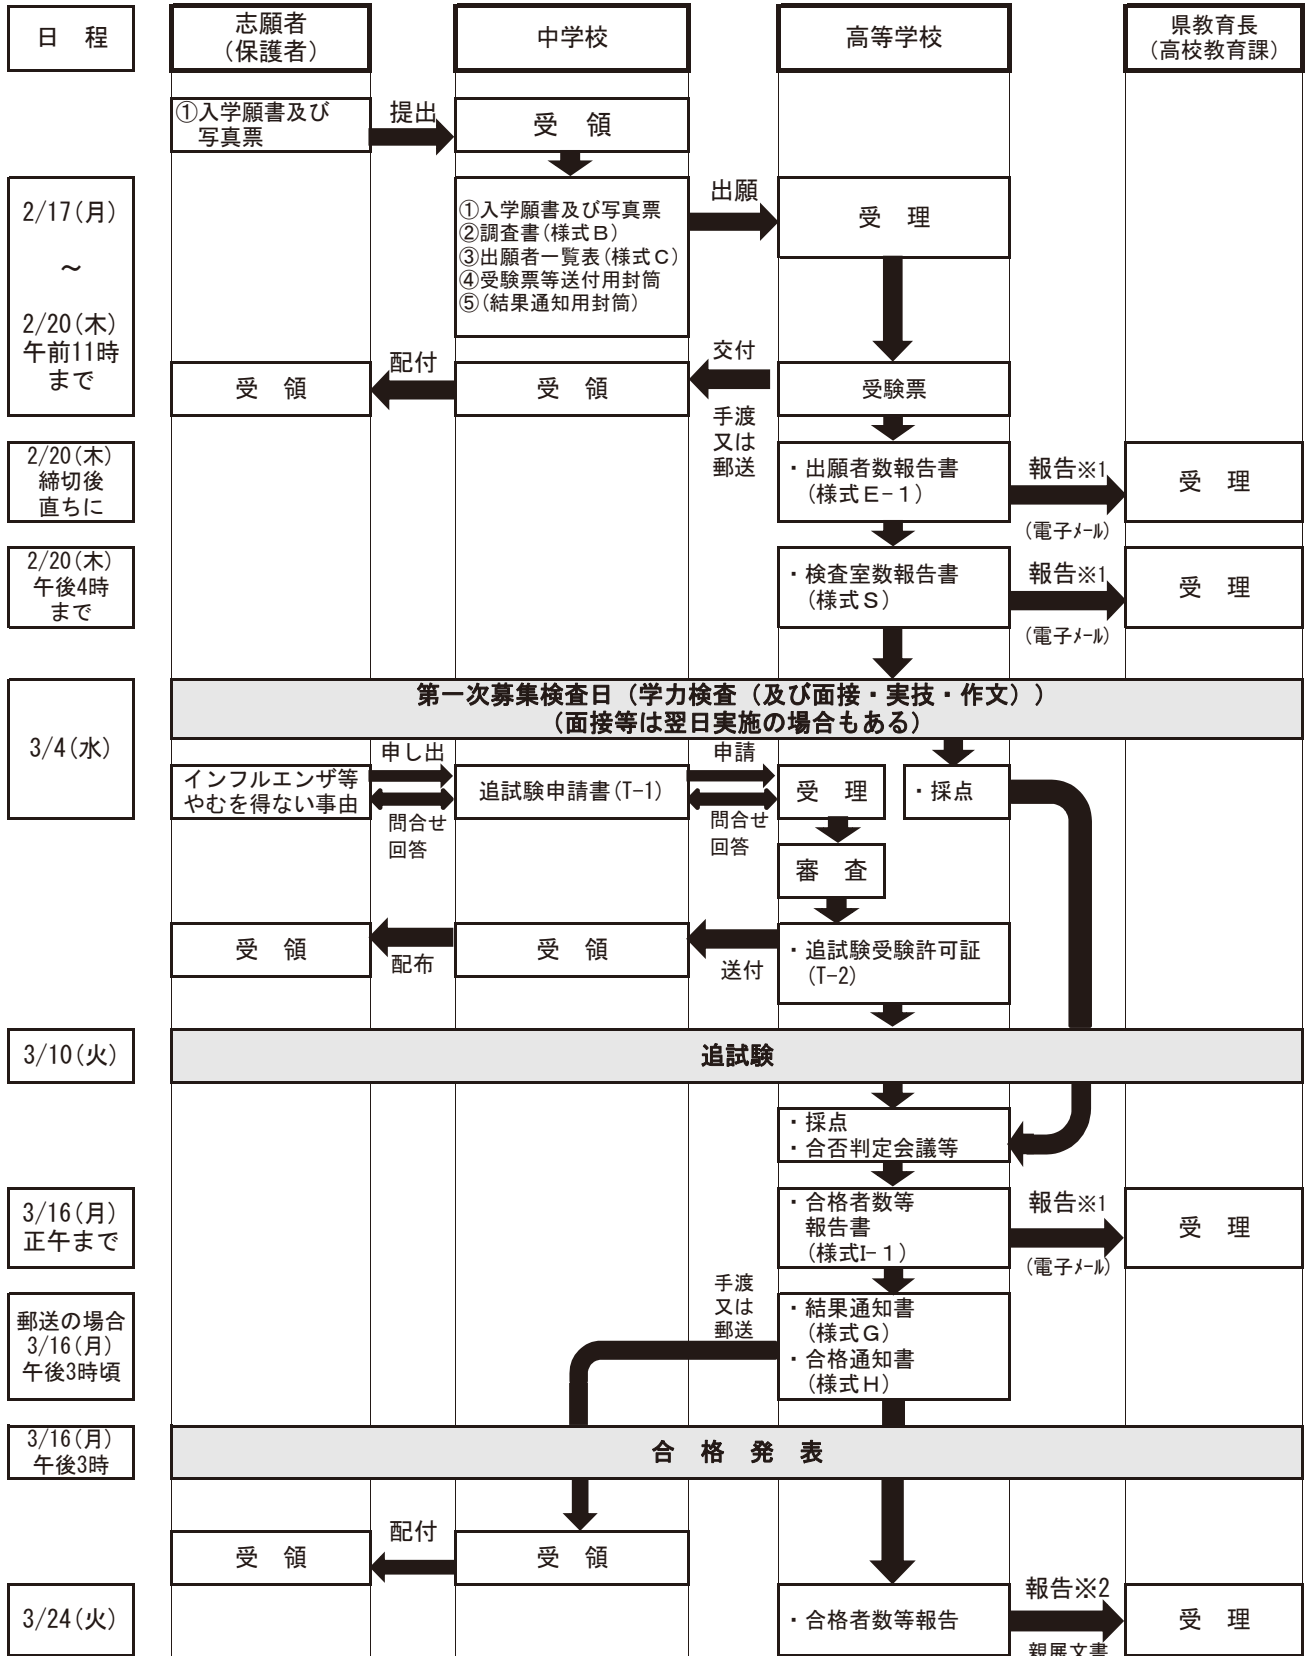 日　程
志願者
（保護者）
中学校
高等学校
県教育長
（高校教育課）
①入学願書及び
写真票
提出
受　領
2/17(月)
～
2/20(木)
午前11時
まで
①入学願書及び写真票
②調査書(様式Ｂ)
③出願者一覧表(様式Ｃ)
④受験票等送付用封筒
⑤(結果通知用封筒)
出願
受　理
受　領
配付
受　領
交付
手渡
又は
郵送
受験票
2/20(木)
締切後
直ちに
・出願者数報告書
(様式Ｅ-1)
報告※1
(電子ﾒｰﾙ)
受　理
2/20(木)
午後4時
まで
・検査室数報告書
(様式Ｓ)
報告※1
(電子ﾒｰﾙ)
受　理
3/4(水)
第一次募集検査日（学力検査（及び面接・実技・作文））
（面接等は翌日実施の場合もある）
インフルエンザ等
やむを得ない事由
申し出
問合せ
回答
追試験申請書(T-1)
申請
問合せ
回答
受　理
・採点
審　査
受　領
配布
受　領
送付
・追試験受験許可証
(T-2)
3/10(火)
追試験
・採点
・合否判定会議等
3/16(月)
正午まで
・合格者数等
報告書
(様式I-１)
報告※1
(電子ﾒｰﾙ)
受　理
郵送の場合
3/16(月)
午後3時頃
手渡
又は
郵送
・結果通知書
(様式Ｇ)
・合格通知書
(様式Ｈ)
3/16(月)
午後3時
合　格　発　表
受　領
配付
受　領
3/24(火)
・合格者数等報告
報告※2
親展文書
受　理